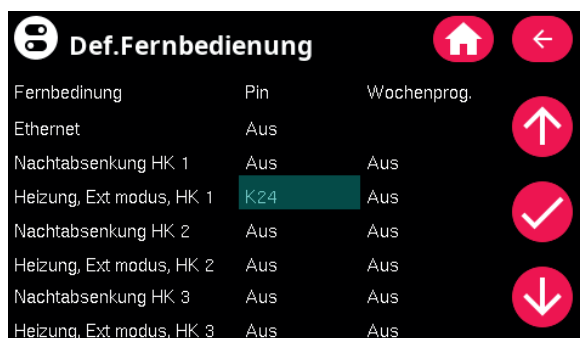 Def.Fernbedienung
Fernbedinung Pin Wochenprog.
Ethernet Aus
Nachtabsenkung HK 1 Aus Aus
Heizung, Ext modus, HK 1 K24 Aus
Nachtabsenkung HK 2 Aus Aus
Heizung, Ext modus, HK 2 Aus Aus
Nachtabsenkung HK 3 Aus Aus
Heizung, Ext modus, HK 3 Aus Aus